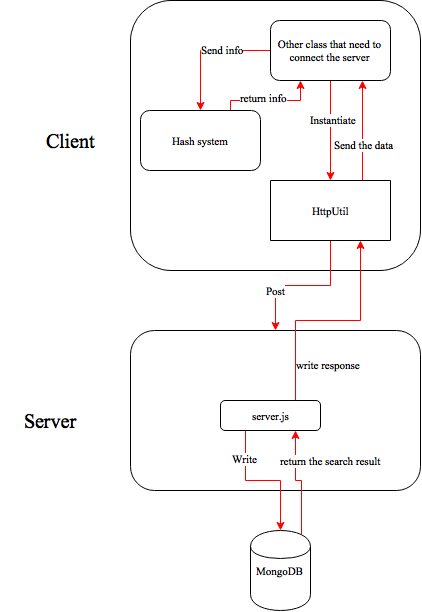 Other class that need to
connect the server
Send info
return info
Hash system
Instantiate
Client
Send the data
HttpUtil
Post
write response
server.js
Server
Write
return the search result
MongoDB